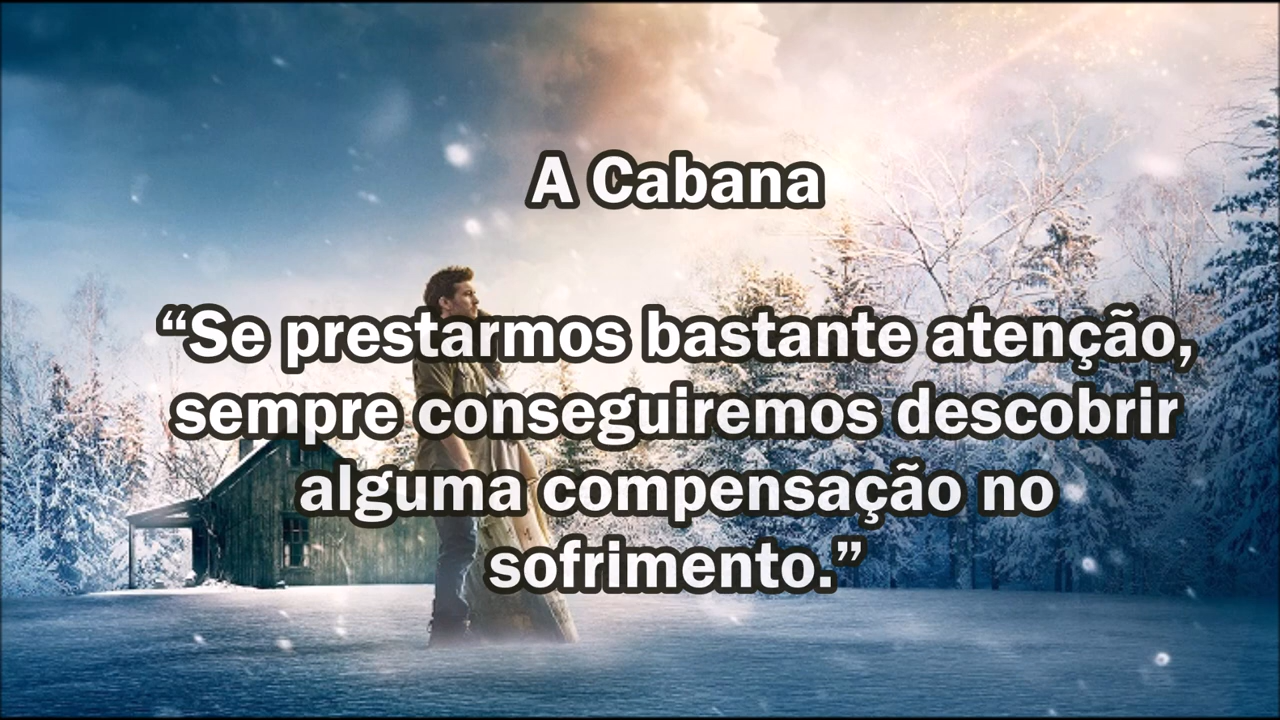 A Cabana
“Se prestarmos bastante atenção,
sempre conseguiremos descobrir
alguma compensação no
sofrimento.”